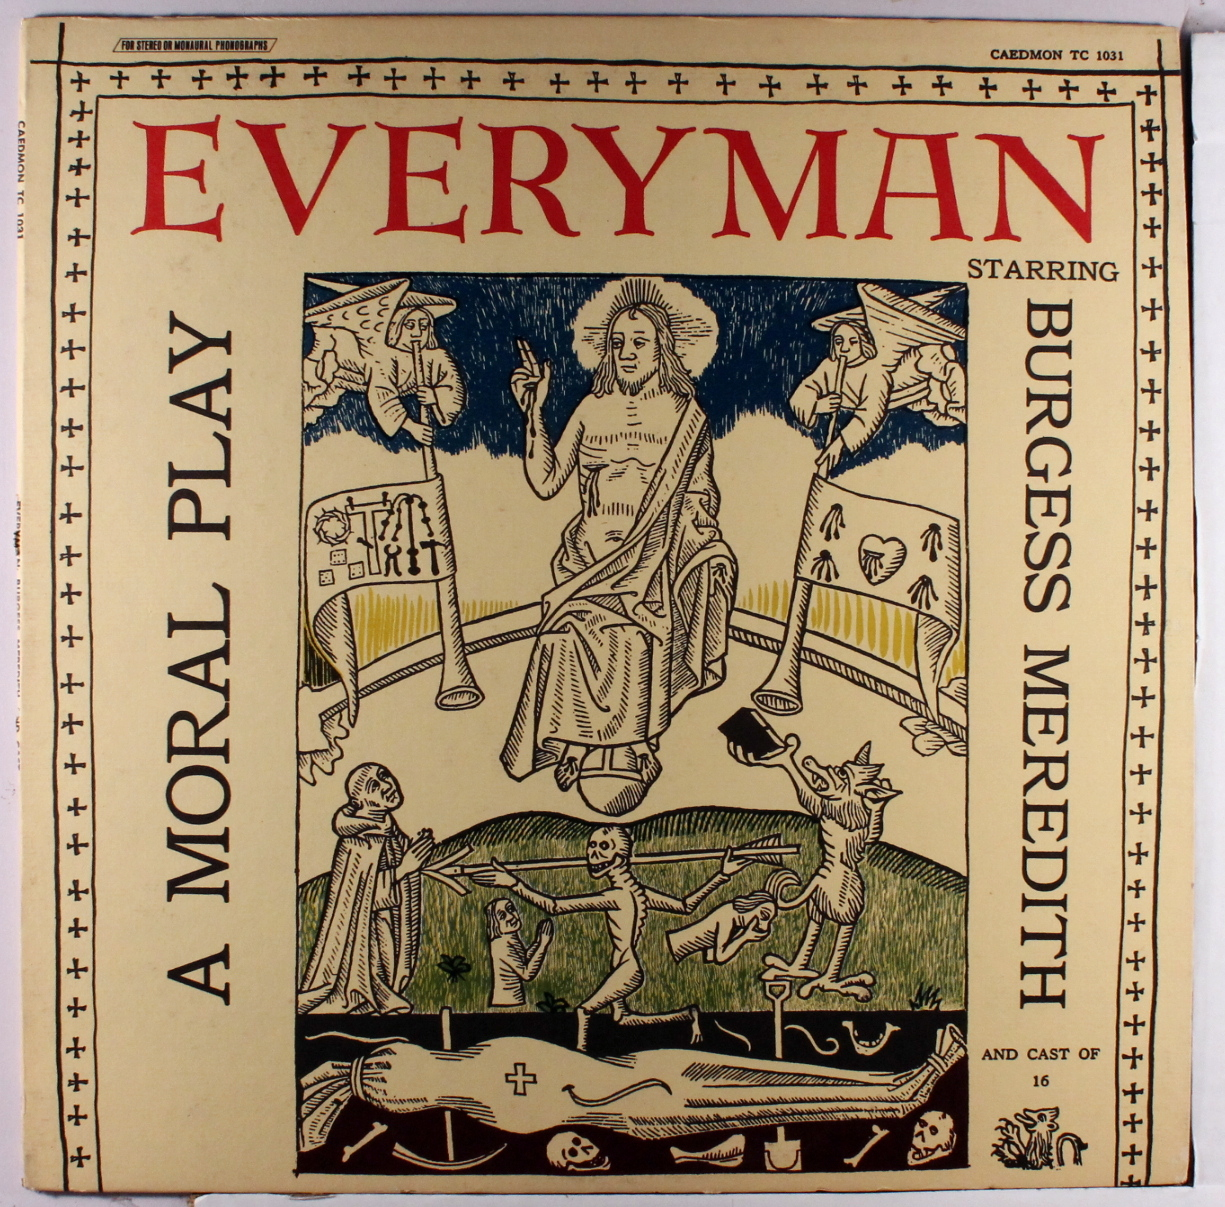 FOR STEREO OR MONAURAL PHONOGRAPHS
CAEDMON TC 1031
EVERYMAN
STARRING
BURGESS MEREDITH
A MORAL PLAY
AND CAST OF
16
CAEDMON TC 1031